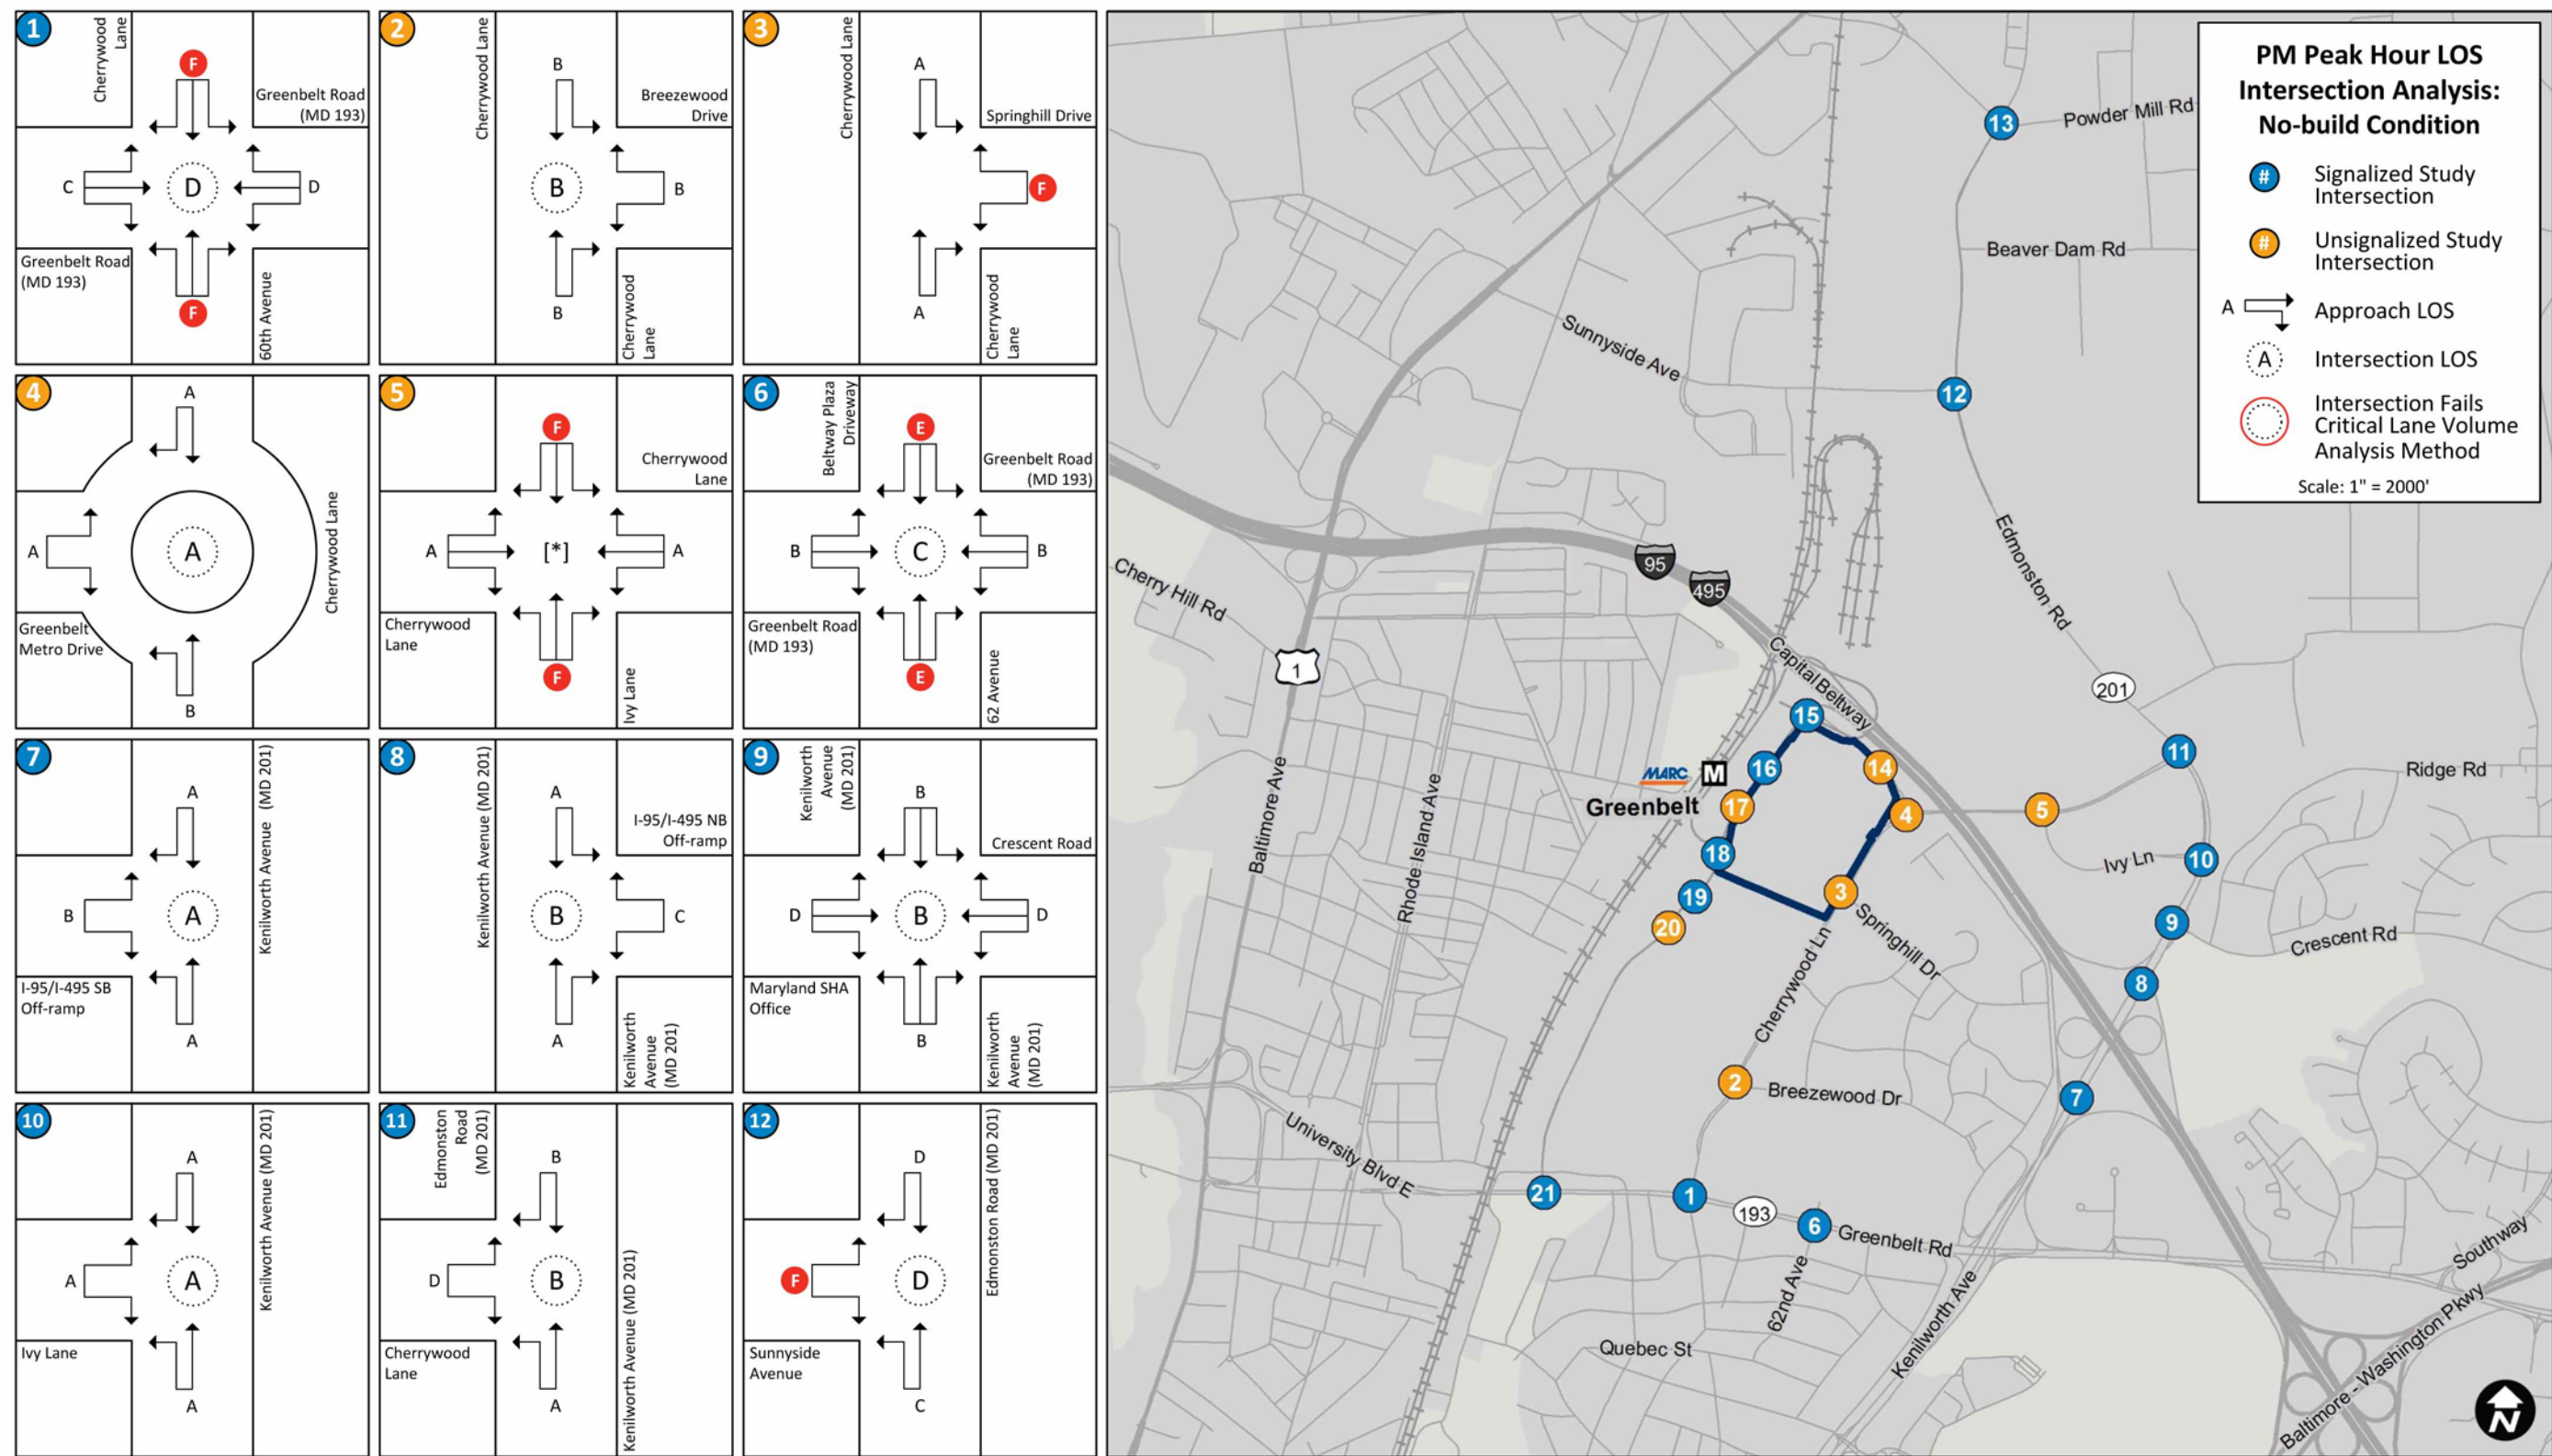 1
Cherrywood
Lane
F
Greenbelt Road
(MD 193)
C
D
D
Greenbelt Road
(MD 193)
F
60th Avenue
2
Cherrywood Lane
B
Breezewood
Drive
B
B
B
Cherrywood
Lane
3
Cherrywood Lane
A
Springhill Drive
F
A
Cherrywood
Lane
4
A
A
A
Cherrywood Lane
Greenbelt
Metro Drive
B
5
F
Cherrywood
Lane
A
[*]
A
Cherrywood
Lane
F
Ivy Lane
6
Beltway Plaza
Driveway
E
Greenbelt Road
(MD 193)
B
C
B
Greenbelt Road
(MD 193)
E
62 Avenue
7
A
Kenilworth Avenue (MD 201)
B
A
I-95/I-495 SB
Off-ramp
A
8
Kenilworth Avenue (MD 201)
A
I-95/I-495 NB
Off-ramp
B
C
A
Kenilworth
Avenue
(MD 201)
9
Kenilworth
Avenue
(MD 201)
B
Crescent Road
D
B
D
Maryland SHA
Office
B
Kenilworth
Avenue
(MD 201)
10
A
Kenilworth Avenue (MD 201)
A
A
Ivy Lane
A
11
Edmonston
Road
(MD 201)
B
D
B
Cherrywood
Lane
A
Kenilworth Avenue (MD 201)
12
D
Edmonston Road (MD 201)
F
D
Sunnyside
Avenue
C
PM Peak Hour LOS
Intersection Analysis:
No-build Condition
# Signalized Study
Intersection
# Unsignalized Study
Intersection
A Approach LOS
A Intersection LOS
Intersection Fails
Critical Lane Volume
Analysis Method
Scale: 1" = 2000'
13
Powder Mill Rd
Beaver Dam Rd
Sunnyside Ave
12
Edmonston Rd
95
495
Cherry Hill Rd
1
Capital Beltway
201
15
11
Ridge Rd
MARC M
16
14
Greenbelt
17
4
5
Baltimore Ave
Rhode Island Ave
18
Ivy Ln
10
19
3
20
Springhill Dr
9
Crescent Rd
Cherrywood Ln
8
2
Breezewood Dr
7
University Blvd E
21
1
193
6
Greenbelt Rd
62nd Ave
Southway
Quebec St
Kenilworth Ave
Baltimore - Washington Pkwy
N